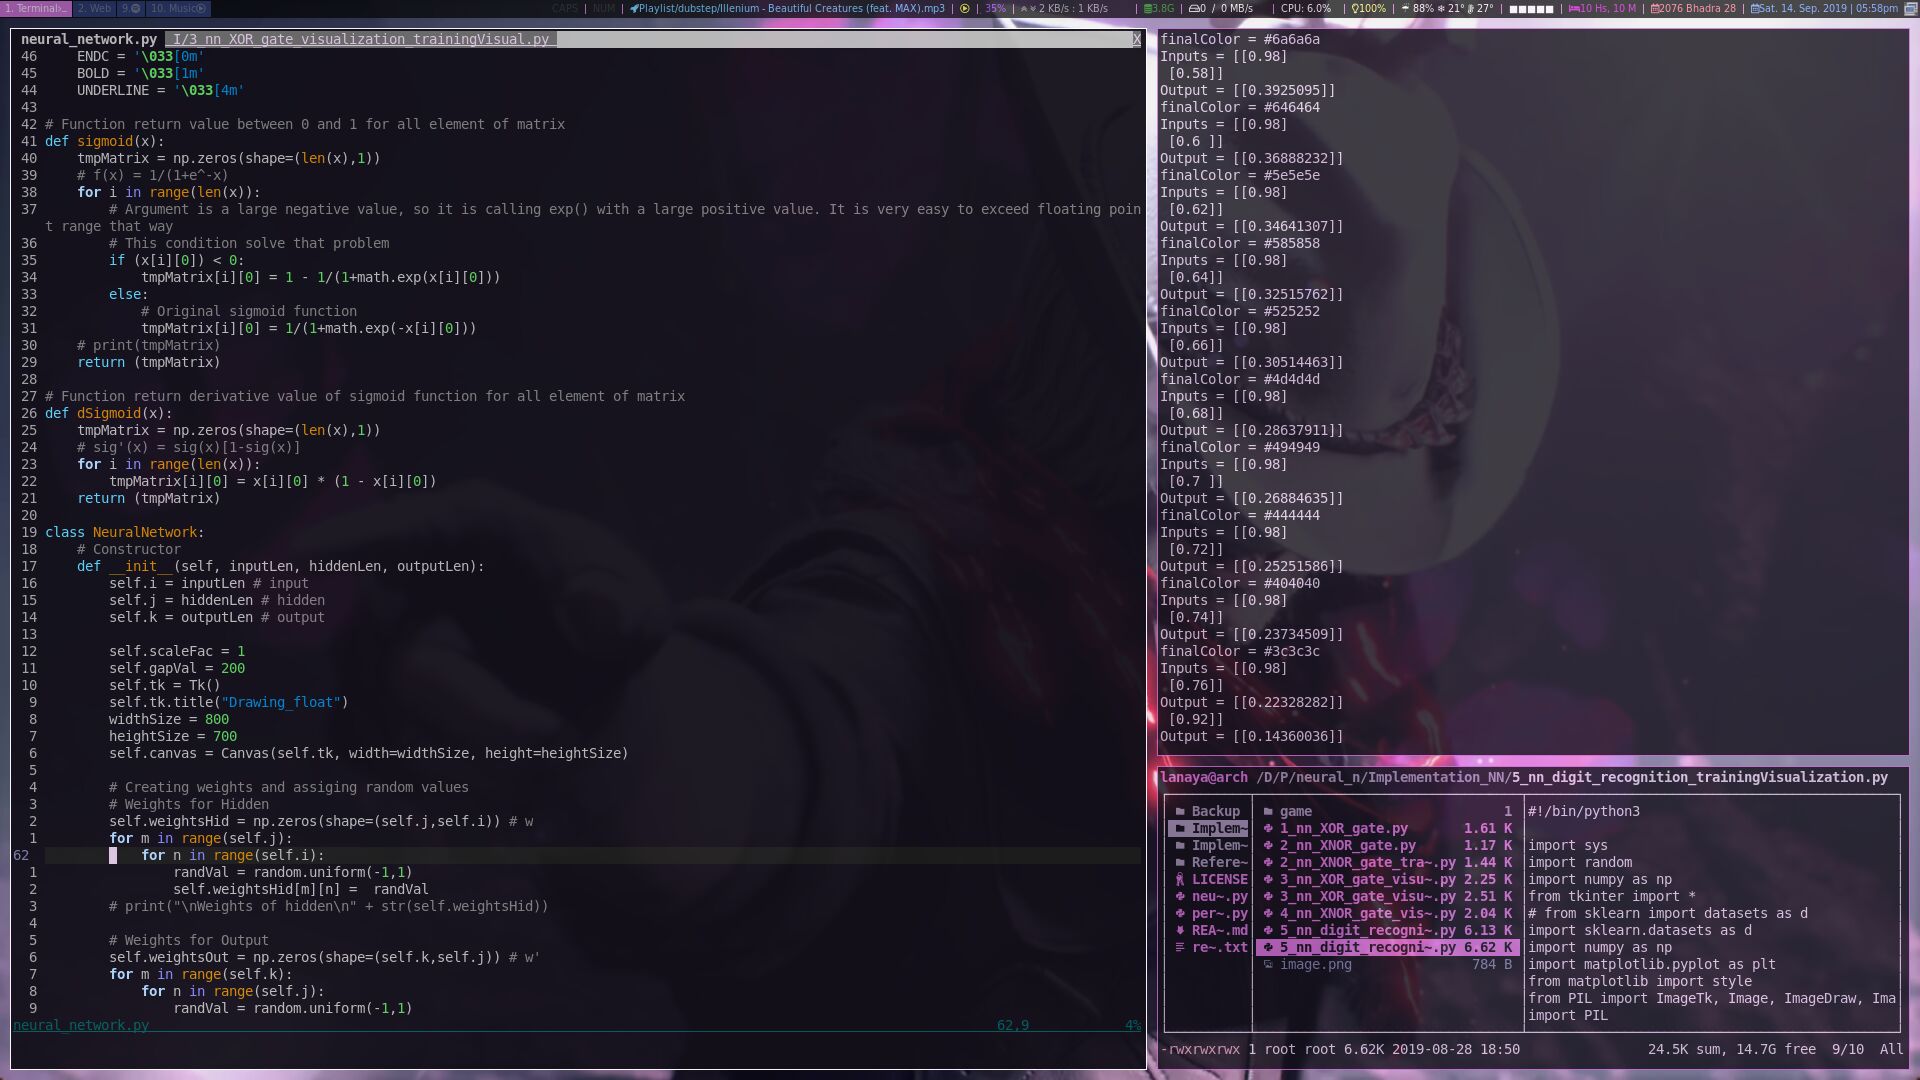 1. Terminal 2. Web 9. 10. Music
CAPS | NUM | Playlist/dubstep/Illenium - Beautiful Creatures (feat. MAX).mp3 | | 35% | 2 KB/s : 1 KB/s | 3.8G 0 / 0 MB/s | CPU: 6.0% | 100% | 88% 21° 27° | | 10 Hs, 10 M | 2076 Bhadra 28 | Sat. 14. Sep. 2019 | 05:58pm
neural_network.py I/3_nn_XOR_gate_visualization_trainingVisual.py X
46 ENDC = '\033[0m'
45 BOLD = '\033[1m'
44 UNDERLINE = '\033[4m'
43
42 # Function return value between 0 and 1 for all element of matrix
41 def sigmoid(x):
40 tmpMatrix = np.zeros(shape=(len(x),1))
39 # f(x) = 1/(1+e^-x)
38 for i in range(len(x)):
37 # Argument is a large negative value, so it is calling exp() with a large positive value. It is very easy to exceed floating poin
t range that way
36 # This condition solve that problem
35 if (x[i][0]) < 0:
34 tmpMatrix[i][0] = 1 - 1/(1+math.exp(x[i][0]))
33 else:
32 # Original sigmoid function
31 tmpMatrix[i][0] = 1/(1+math.exp(-x[i][0]))
30 # print(tmpMatrix)
29 return (tmpMatrix)
28
27 # Function return derivative value of sigmoid function for all element of matrix
26 def dSigmoid(x):
25 tmpMatrix = np.zeros(shape=(len(x),1))
24 # sig'(x) = sig(x)[1-sig(x)]
23 for i in range(len(x)):
22 tmpMatrix[i][0] = x[i][0] * (1 - x[i][0])
21 return (tmpMatrix)
20
19 class NeuralNetwork:
18 # Constructor
17 def __init__(self, inputLen, hiddenLen, outputLen):
16 self.i = inputLen # input
15 self.j = hiddenLen # hidden
14 self.k = outputLen # output
13
12 self.scaleFac = 1
11 self.gapVal = 200
10 self.tk = Tk()
9 self.tk.title("Drawing_float")
8 widthSize = 800
7 heightSize = 700
6 self.canvas = Canvas(self.tk, width=widthSize, height=heightSize)
5
4 # Creating weights and assiging random values
3 # Weights for Hidden
2 self.weightsHid = np.zeros(shape=(self.j,self.i)) # w
1 for m in range(self.j):
62 for n in range(self.i):
1 randVal = random.uniform(-1,1)
2 self.weightsHid[m][n] = randVal
3 # print("\nWeights of hidden\n" + str(self.weightsHid))
4
5 # Weights for Output
6 self.weightsOut = np.zeros(shape=(self.k,self.j)) # w'
7 for m in range(self.k):
8 for n in range(self.j):
9 randVal = random.uniform(-1,1)
neural_network.py 62,9 4%
finalColor = #6a6a6a
Inputs = [[0.98]
[0.58]]
Output = [[0.3925095]]
finalColor = #646464
Inputs = [[0.98]
[0.6 ]]
Output = [[0.36888232]]
finalColor = #5e5e5e
Inputs = [[0.98]
[0.62]]
Output = [[0.34641307]]
finalColor = #585858
Inputs = [[0.98]
[0.64]]
Output = [[0.32515762]]
finalColor = #525252
Inputs = [[0.98]
[0.66]]
Output = [[0.30514463]]
finalColor = #4d4d4d
Inputs = [[0.98]
[0.68]]
Output = [[0.28637911]]
finalColor = #494949
Inputs = [[0.98]
[0.7 ]]
Output = [[0.26884635]]
finalColor = #444444
Inputs = [[0.98]
[0.72]]
Output = [[0.25251586]]
finalColor = #404040
Inputs = [[0.98]
[0.74]]
Output = [[0.23734509]]
finalColor = #3c3c3c
Inputs = [[0.98]
[0.76]]
Output = [[0.22328282]]
[0.92]]
Output = [[0.14360036]]
lanaya@arch /D/P/neural_n/Implementation_NN/5_nn_digit_recognition_trainingVisualization.py
Backup game 1 #!/bin/python3
Implem~ 1_nn_XOR_gate.py 1.61 K
Implem~ 2_nn_XNOR_gate.py 1.17 K import sys
Refere~ 2_nn_XNOR_gate_tra~.py 1.44 K import random
LICENSE 3_nn_XOR_gate_visu~.py 2.25 K import numpy as np
neu~.py 3_nn_XOR_gate_visu~.py 2.51 K from tkinter import *
per~.py 4_nn_XNOR_gate_vis~.py 2.04 K # from sklearn import datasets as d
REA~.md 5_nn_digit_recogni~.py 6.13 K import sklearn.datasets as d
re~.txt 5_nn_digit_recogni~.py 6.62 K import numpy as np
image.png 784 B import matplotlib.pyplot as plt
from matplotlib import style
from PIL import ImageTk, Image, ImageDraw, Ima
import PIL
-rwxrwxrwx 1 root root 6.62K 2019-08-28 18:50 24.5K sum, 14.7G free 9/10 All